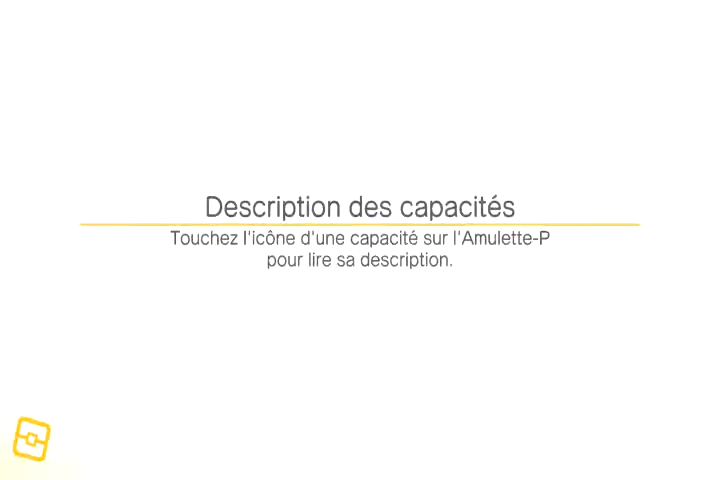 Description des capacités
Touchez l'icône d'une capacité sur l'Amulette-P
pour lire sa description.